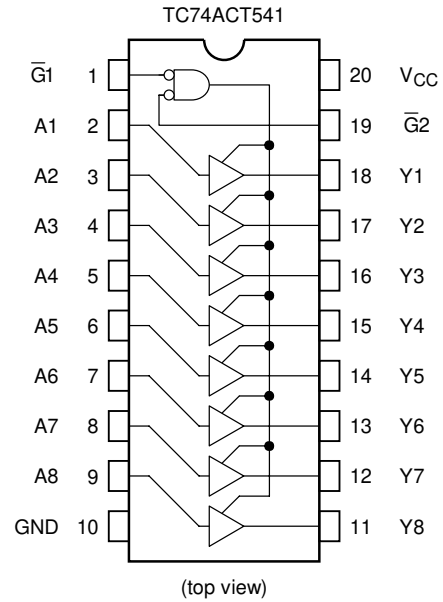 TC74ACT541
G̅1 1 20 VCC
A1 2 19 G̅2
A2 3 18 Y1
A3 4 17 Y2
A4 5 16 Y3
A5 6 15 Y4
A6 7 14 Y5
A7 8 13 Y6
A8 9 12 Y7
GND 10 11 Y8
(top view)